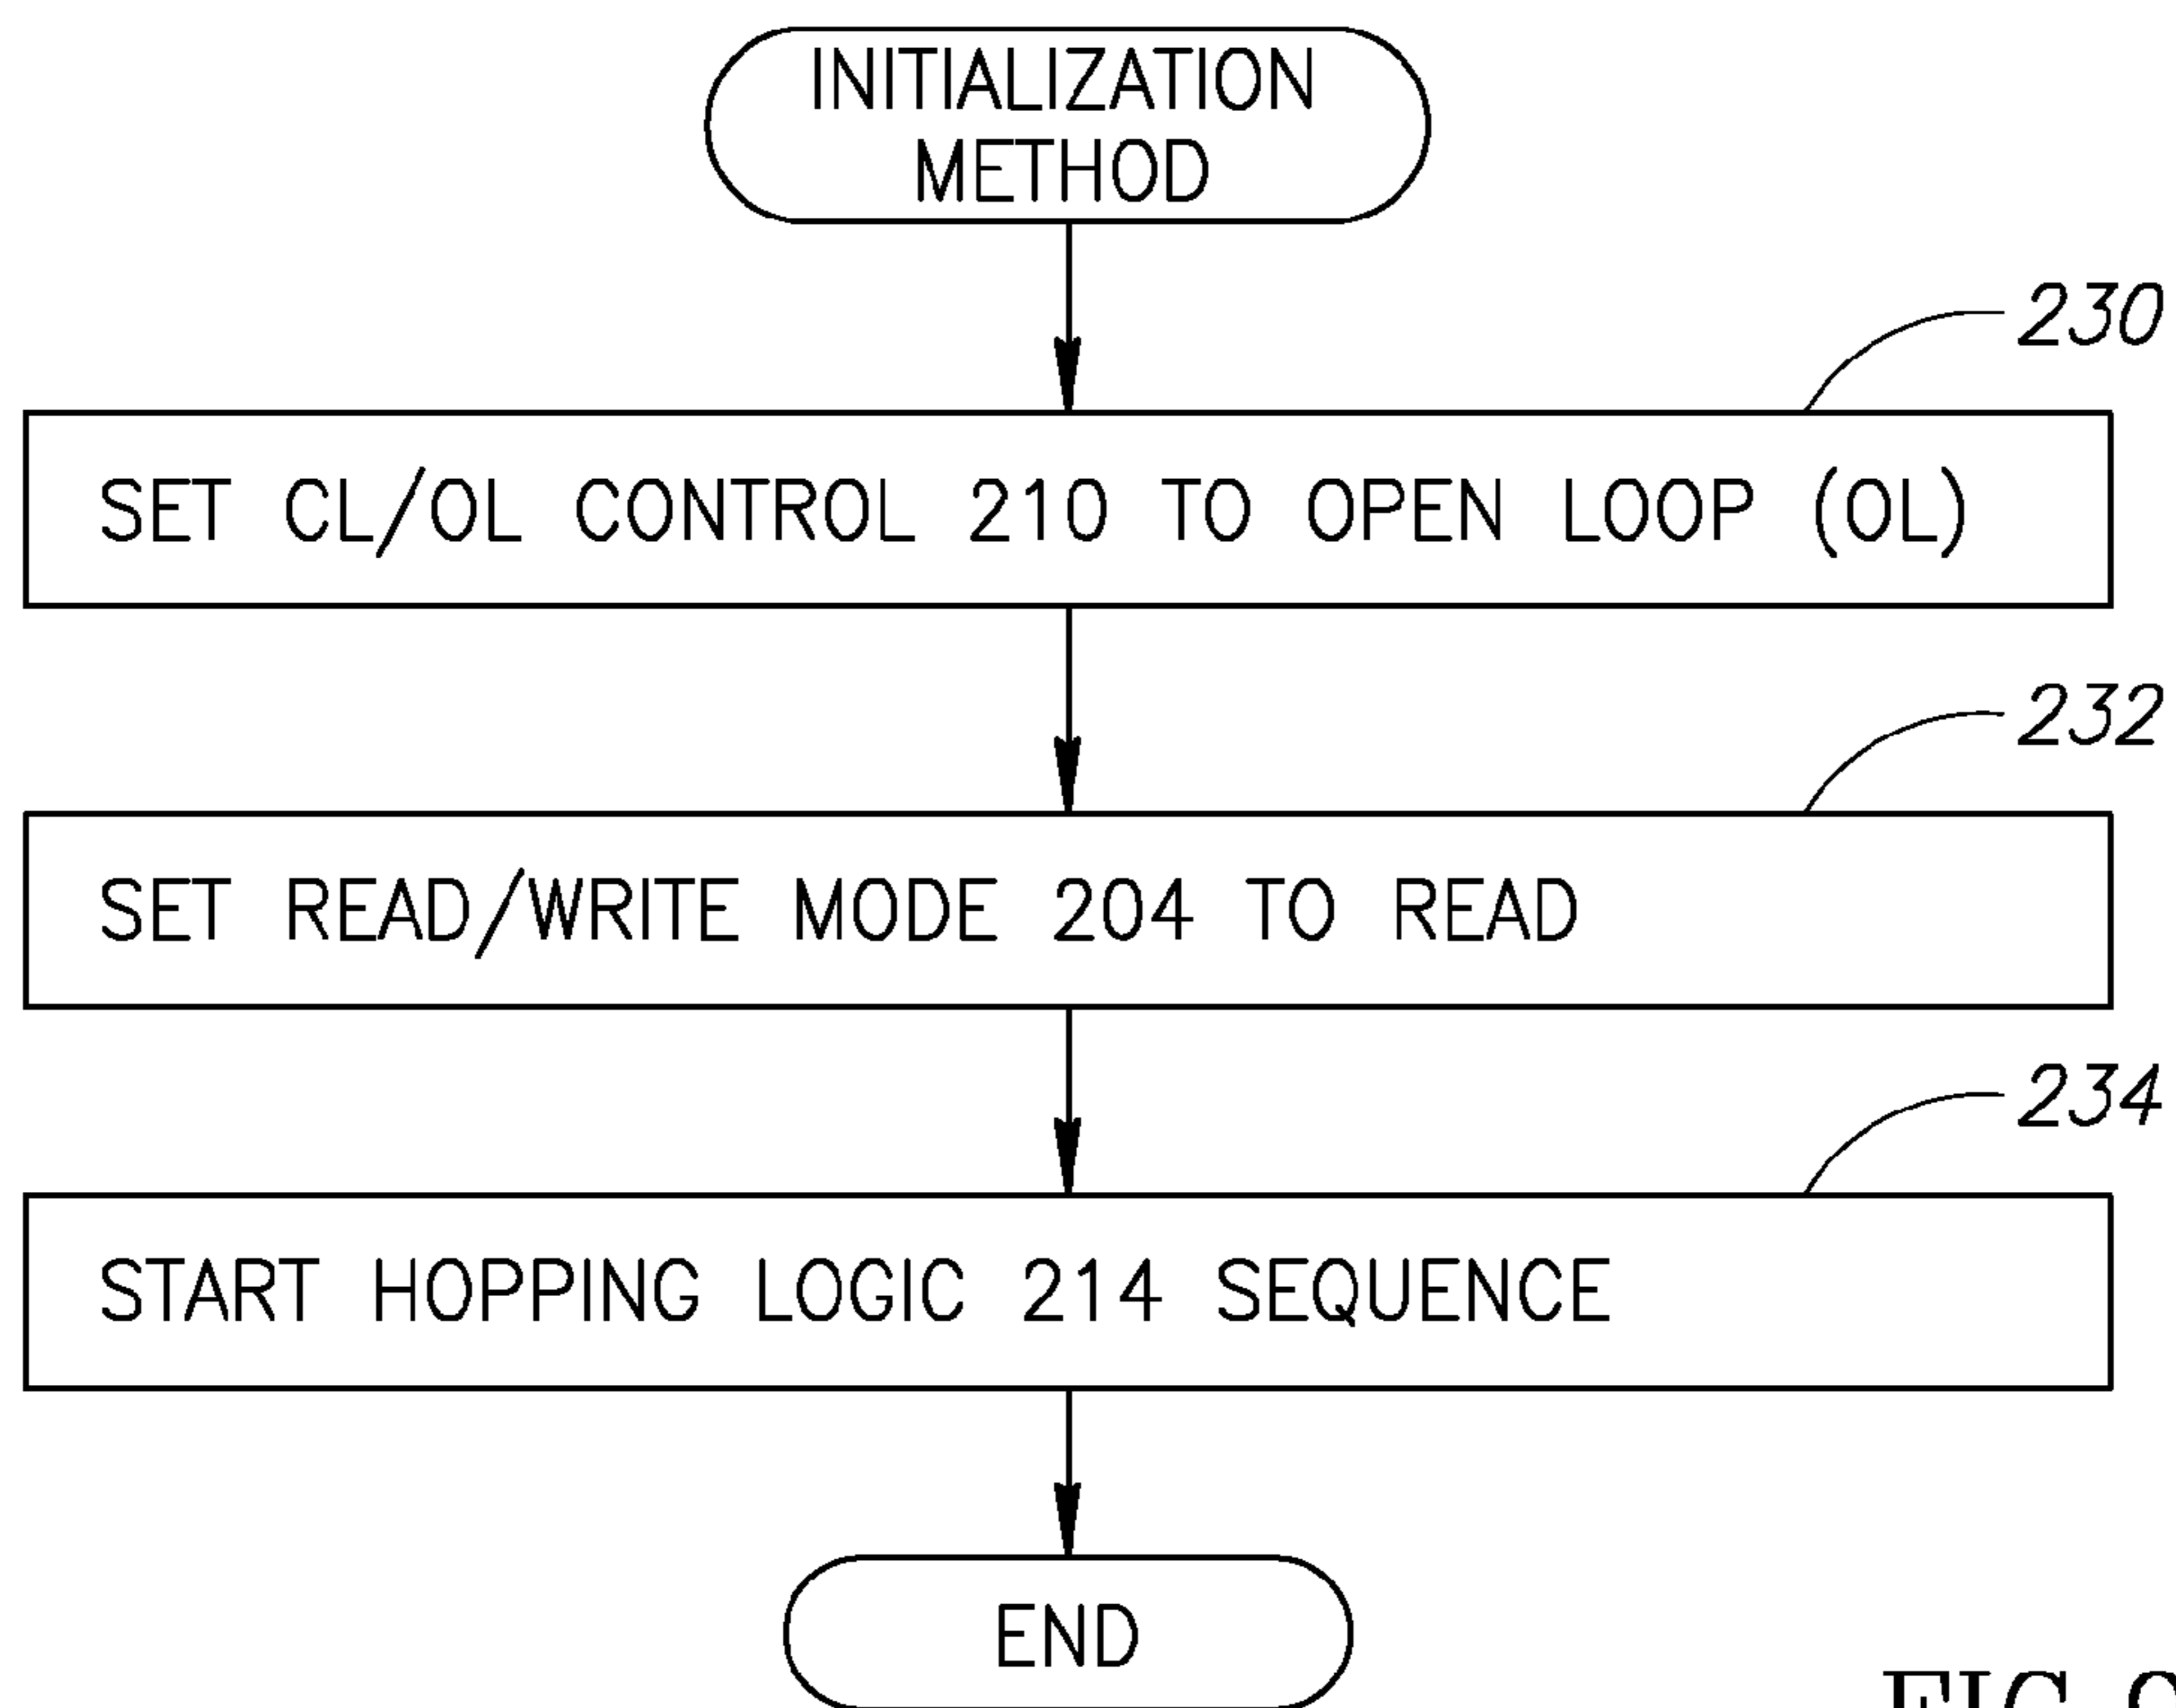 INITIALIZATION
METHOD
230
SET CL/OL CONTROL 210 TO OPEN LOOP (OL)
232
SET READ/WRITE MODE 204 TO READ
234
START HOPPING LOGIC 214 SEQUENCE
END